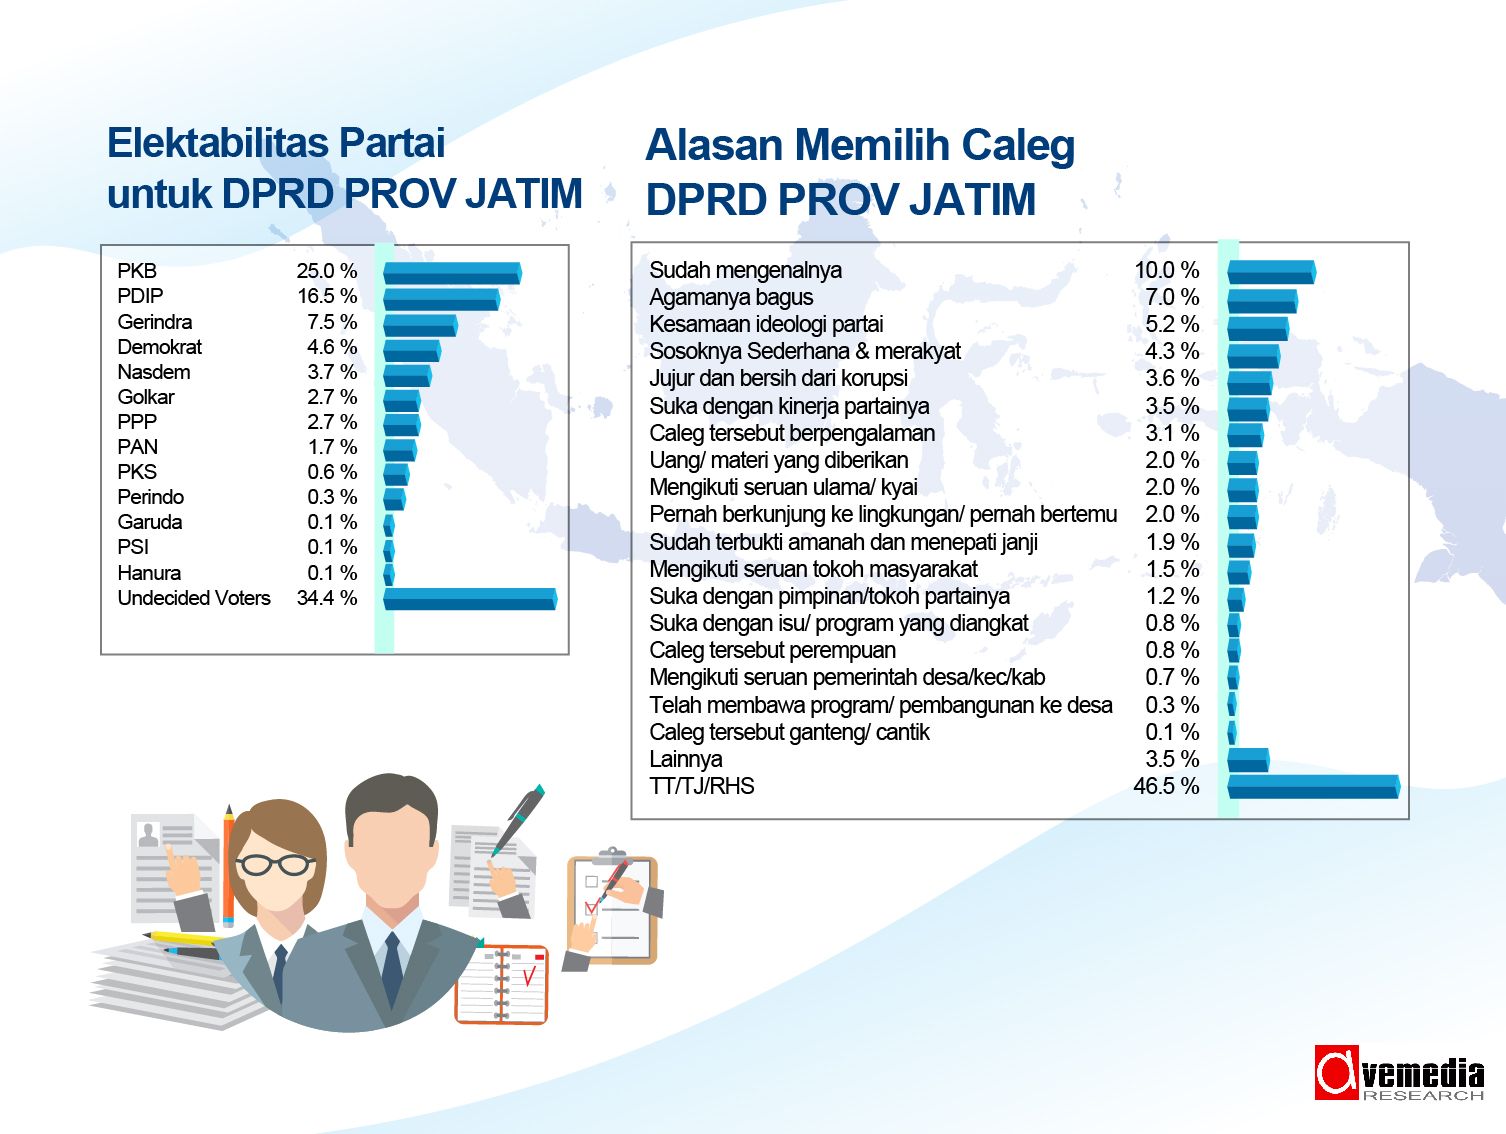 Elektabilitas Partai
untuk DPRD PROV JATIM
PKB 25.0 %
PDIP 16.5 %
Gerindra 7.5 %
Demokrat 4.6 %
Nasdem 3.7 %
Golkar 2.7 %
PPP 2.7 %
PAN 1.7 %
PKS 0.6 %
Perindo 0.3 %
Garuda 0.1 %
PSI 0.1 %
Hanura 0.1 %
Undecided Voters 34.4 %
Alasan Memilih Caleg
DPRD PROV JATIM
Sudah mengenalnya 10.0 %
Agamanya bagus 7.0 %
Kesamaan ideologi partai 5.2 %
Sosoknya Sederhana & merakyat 4.3 %
Jujur dan bersih dari korupsi 3.6 %
Suka dengan kinerja partainya 3.5 %
Caleg tersebut berpengalaman 3.1 %
Uang/ materi yang diberikan 2.0 %
Mengikuti seruan ulama/ kyai 2.0 %
Pernah berkunjung ke lingkungan/ pernah bertemu 2.0 %
Sudah terbukti amanah dan menepati janji 1.9 %
Mengikuti seruan tokoh masyarakat 1.5 %
Suka dengan pimpinan/tokoh partainya 1.2 %
Suka dengan isu/ program yang diangkat 0.8 %
Caleg tersebut perempuan 0.8 %
Mengikuti seruan pemerintah desa/kec/kab 0.7 %
Telah membawa program/ pembangunan ke desa 0.3 %
Caleg tersebut ganteng/ cantik 0.1 %
Lainnya 3.5 %
TT/TJ/RHS 46.5 %
avemedia
RESEARCH